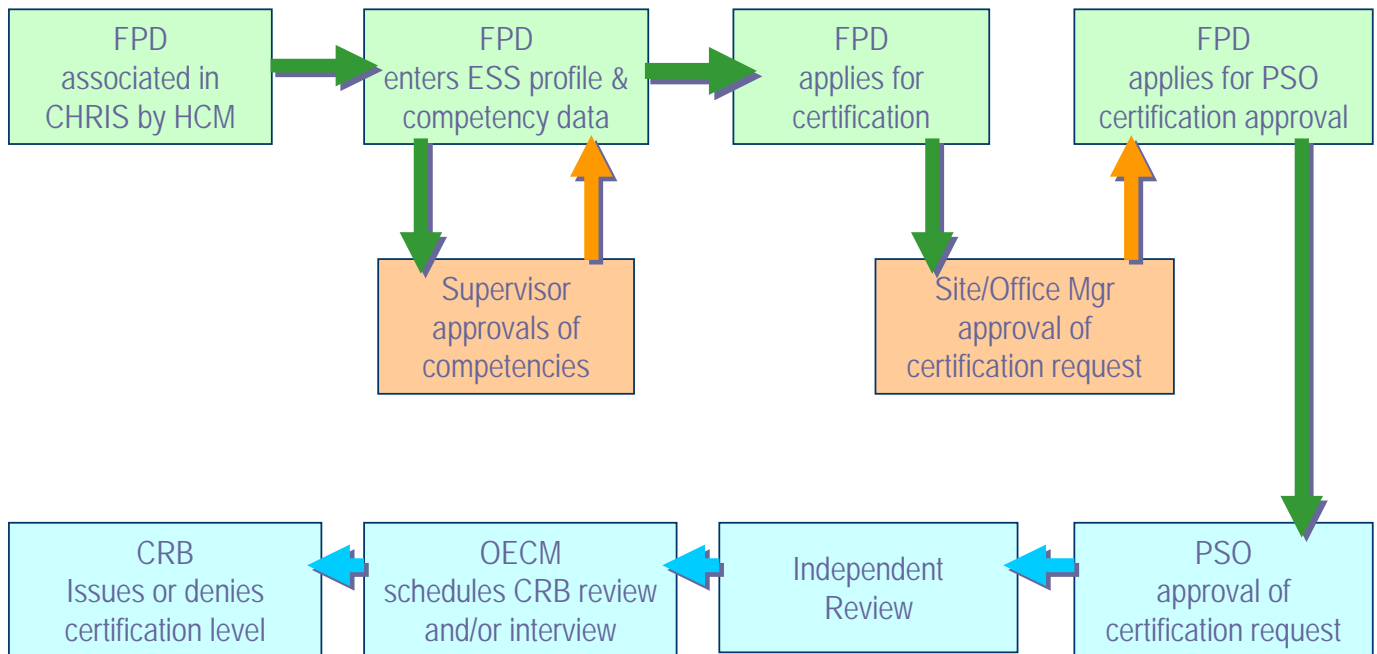 FPD
associated in
CHRIS by HCM
FPD
enters ESS profile &
competency data
FPD
applies for
certification
FPD
applies for PSO
certification approval
Supervisor
approvals of
competencies
Site/Office Mgr
approval of
certification request
CRB
Issues or denies
certification level
OECM
schedules CRB review
and/or interview
Independent
Review
PSO
approval of
certification request